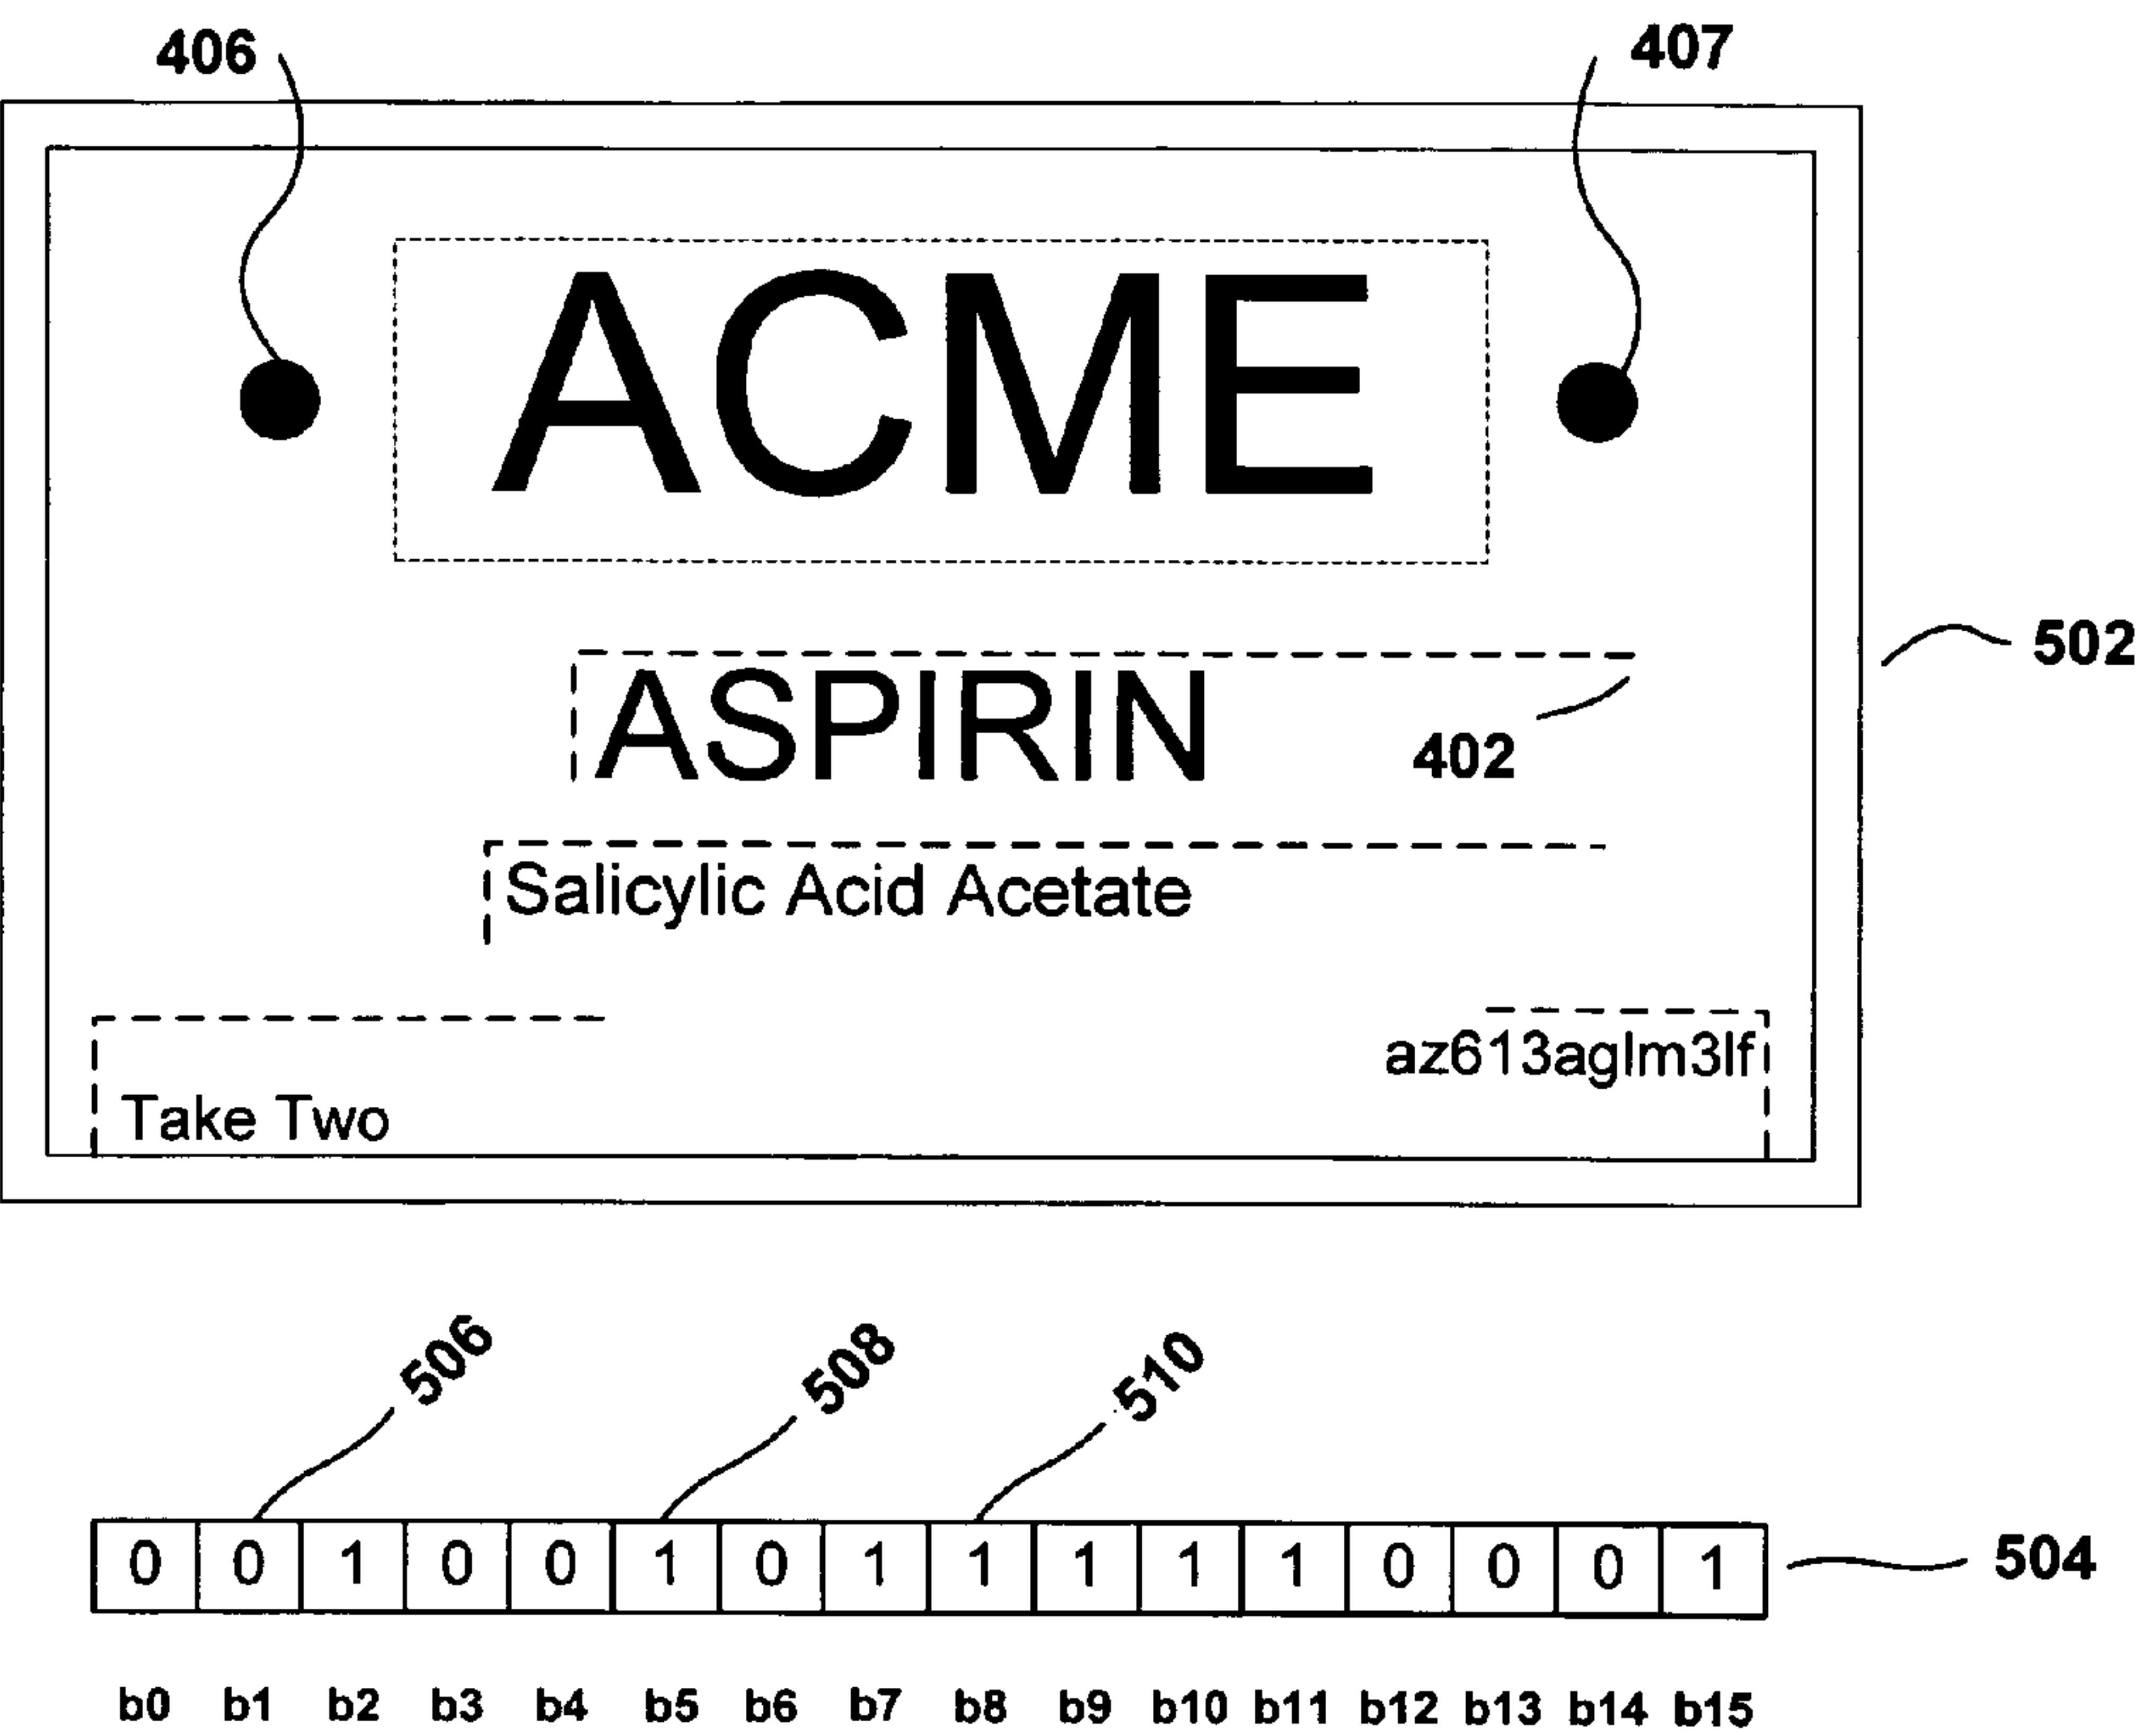 406 407
ACME
502
ASPIRIN
402
Salicylic Acid Acetate
az613aglm3lf
Take Two
506 508 510
0 0 1 0 0 1 0 1 1 1 1 1 0 0 0 1 504
b0 b1 b2 b3 b4 b5 b6 b7 b8 b9 b10 b11 b12 b13 b14 b15